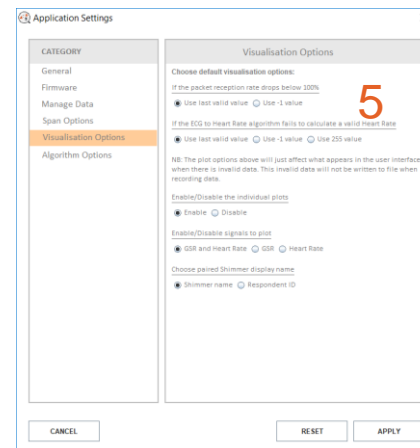 Application Settings
CATEGORY
General
Firmware
Manage Data
Span Options
Visualisation Options
Algorithm Options
Visualisation Options
Choose default visualisation options:
If the packet reception rate drops below 100%
Use last valid value Use -1 value
5
If the ECG to Heart Rate algorithm fails to calculate a valid Heart Rate
Use last valid value Use -1 value Use 255 value
NB: The plot options above will just affect what appears in the user interface
when there is invalid data. This invalid data will not be written to file when
recording data.
Enable/Disable the individual plots
Enable Disable
Enable/Disable signals to plot
GSR and Heart Rate GSR Heart Rate
Choose paired Shimmer display name
Shimmer name Respondent ID
CANCEL RESET APPLY